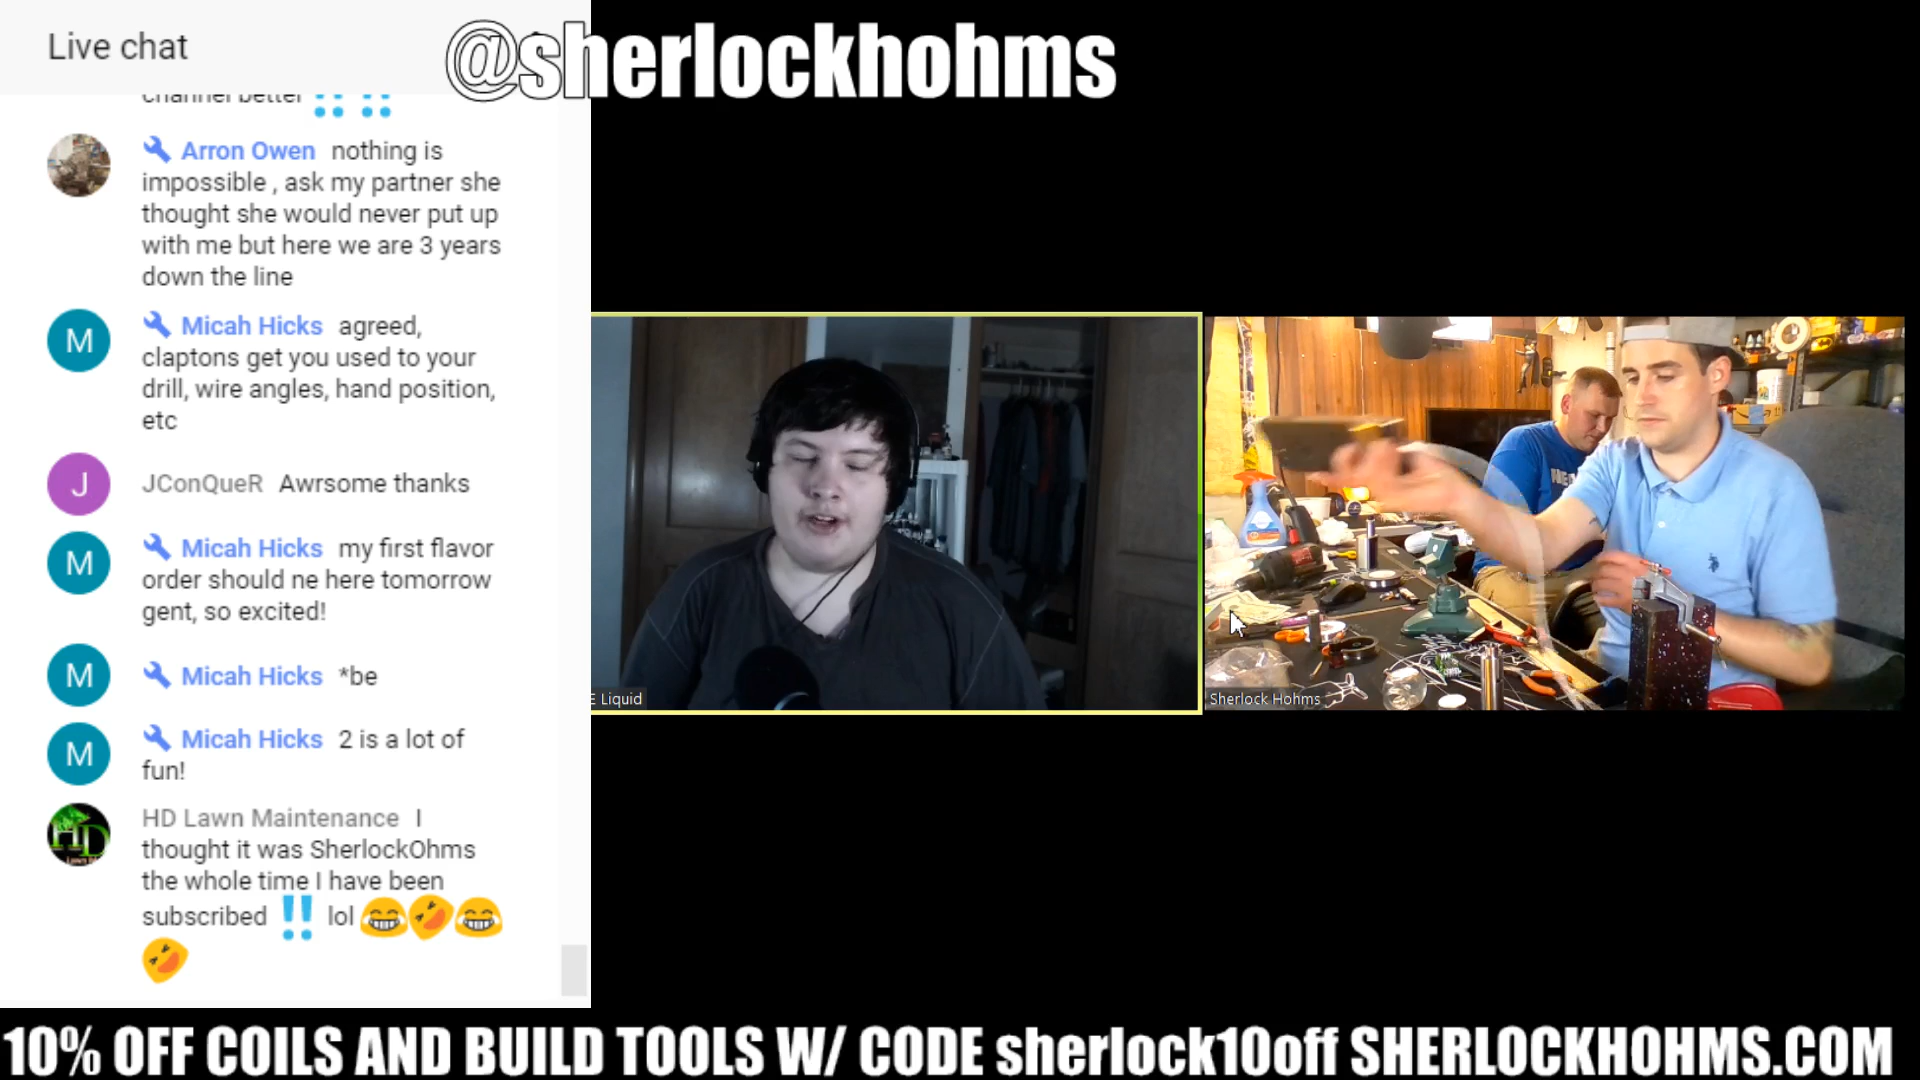 Live chat
@sherlockhohms
channel better
Arron Owen nothing is
impossible , ask my partner she
thought she would never put up
with me but here we are 3 years
down the line
M
Micah Hicks agreed,
claptons get you used to your
drill, wire angles, hand position,
etc
J
JConQueR Awrsome thanks
M
Micah Hicks my first flavor
order should ne here tomorrow
gent, so excited!
M
Micah Hicks *be
M
Micah Hicks 2 is a lot of
fun!
HD
HD Lawn Maintenance I
thought it was SherlockOhms
the whole time I have been
subscribed ‼ lol 😂🤣😂
🤣
E Liquid
Sherlock Hohms
10% OFF COILS AND BUILD TOOLS W/ CODE sherlock10off SHERLOCKHOHMS.COM